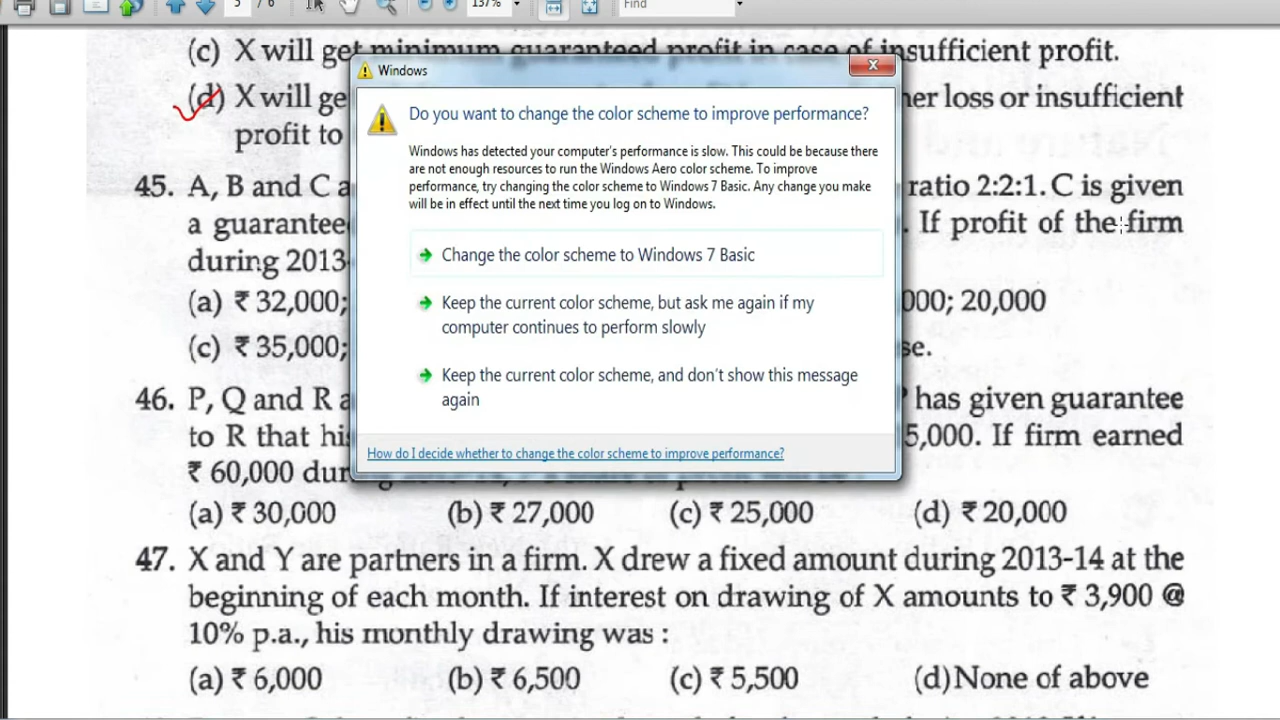 5 / 6 137% Find
(c) X will get minimum guaranteed profit in case of insufficient profit.
(d) X will ge her loss or insufficient
profit to
Windows
Do you want to change the color scheme to improve performance?
Windows has detected your computer's performance is slow. This could be because there
are not enough resources to run the Windows Aero color scheme. To improve
performance, try changing the color scheme to Windows 7 Basic. Any change you make
will be in effect until the next time you log on to Windows.
Change the color scheme to Windows 7 Basic
Keep the current color scheme, but ask me again if my
computer continues to perform slowly
Keep the current color scheme, and don't show this message
again
How do I decide whether to change the color scheme to improve performance?
45. A, B and C a ratio 2:2:1. C is given
a guarantee . If profit of the firm
during 2013-
(a) ₹ 32,000; 000; 20,000
(c) ₹ 35,000; se.
46. P, Q and R a P has given guarantee
to R that his 5,000. If firm earned
₹ 60,000 dur
(a) ₹ 30,000 (b) ₹ 27,000 (c) ₹ 25,000 (d) ₹ 20,000
47. X and Y are partners in a firm. X drew a fixed amount during 2013-14 at the
beginning of each month. If interest on drawing of X amounts to ₹ 3,900 @
10% p.a., his monthly drawing was :
(a) ₹ 6,000 (b) ₹ 6,500 (c) ₹ 5,500 (d) None of above